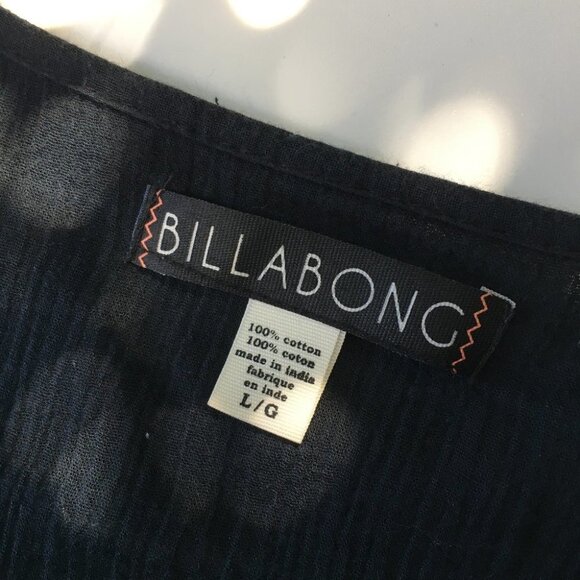 BILLABONG
100% cotton
100% coton
made in india
fabrique
en inde
L/G